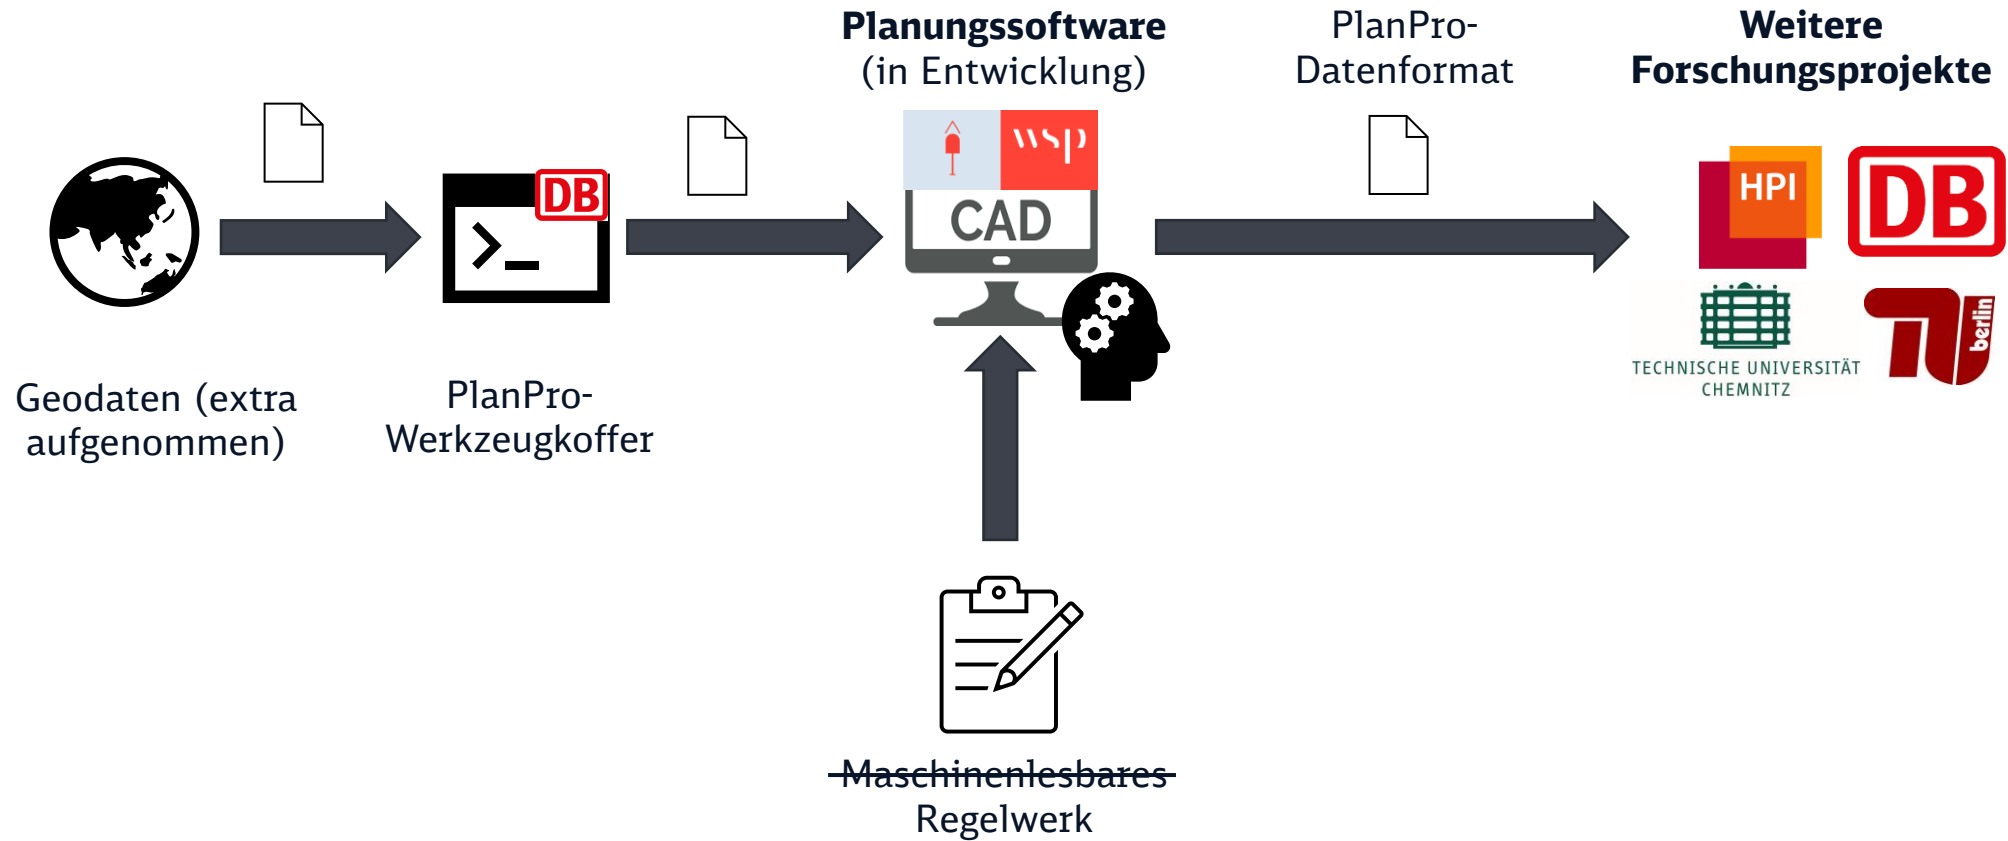 Planungssoftware
(in Entwicklung)
PlanPro-
Datenformat
Weitere
Forschungsprojekte
DB
wsp
CAD
HPI
DB
TECHNISCHE UNIVERSITÄT
CHEMNITZ
berlin
Geodaten (extra
aufgenommen)
PlanPro-
Werkzeugkoffer
Maschinenlesbares
Regelwerk